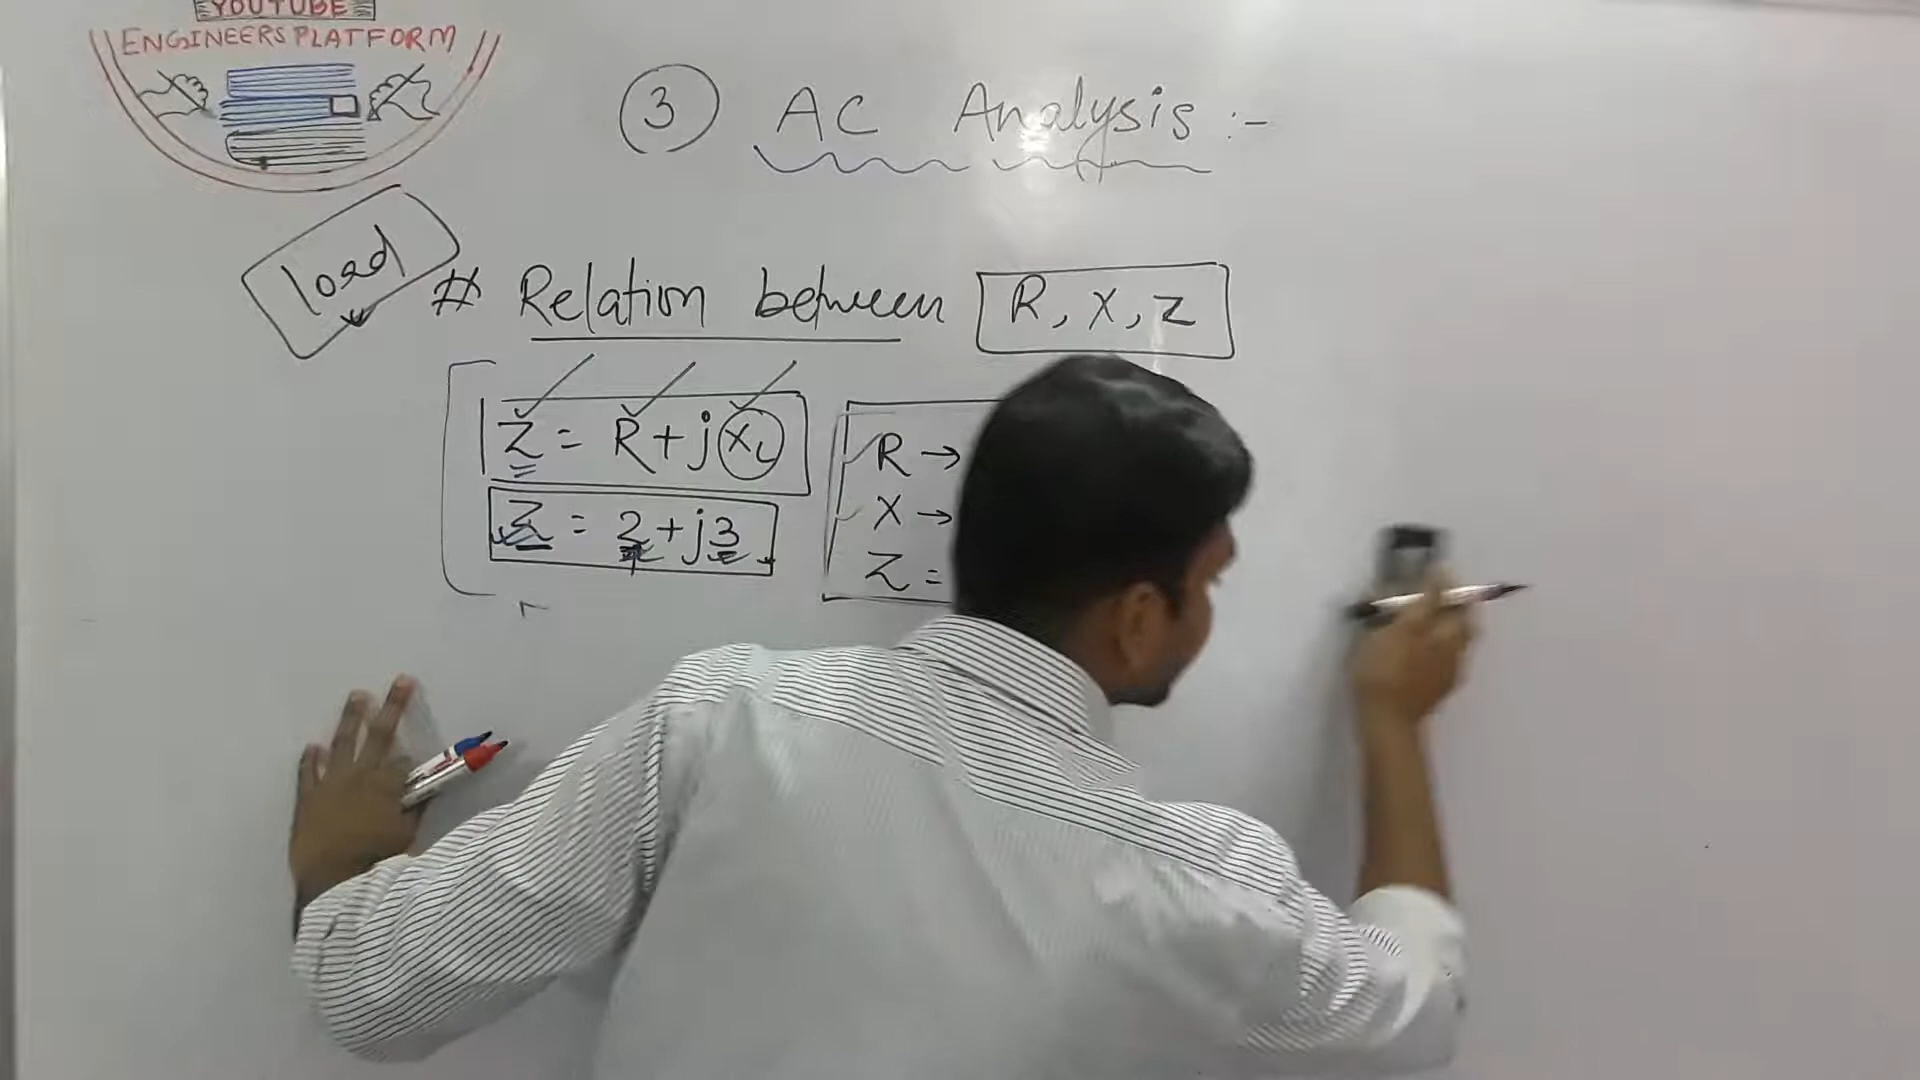 YOUTUBE
ENGINEERS PLATFORM
3 AC Analysis :-
load
# Relation between R, X, Z
Z = R + j XL
Z = 2 + j3
R →
X →
Z =